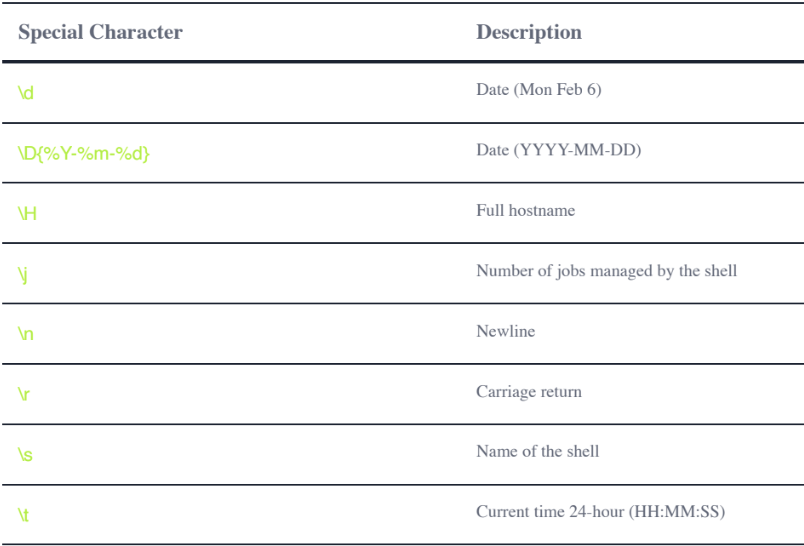 Special Character Description
\d Date (Mon Feb 6)
\D{%Y-%m-%d} Date (YYYY-MM-DD)
\H Full hostname
\j Number of jobs managed by the shell
\n Newline
\r Carriage return
\s Name of the shell
\t Current time 24-hour (HH:MM:SS)